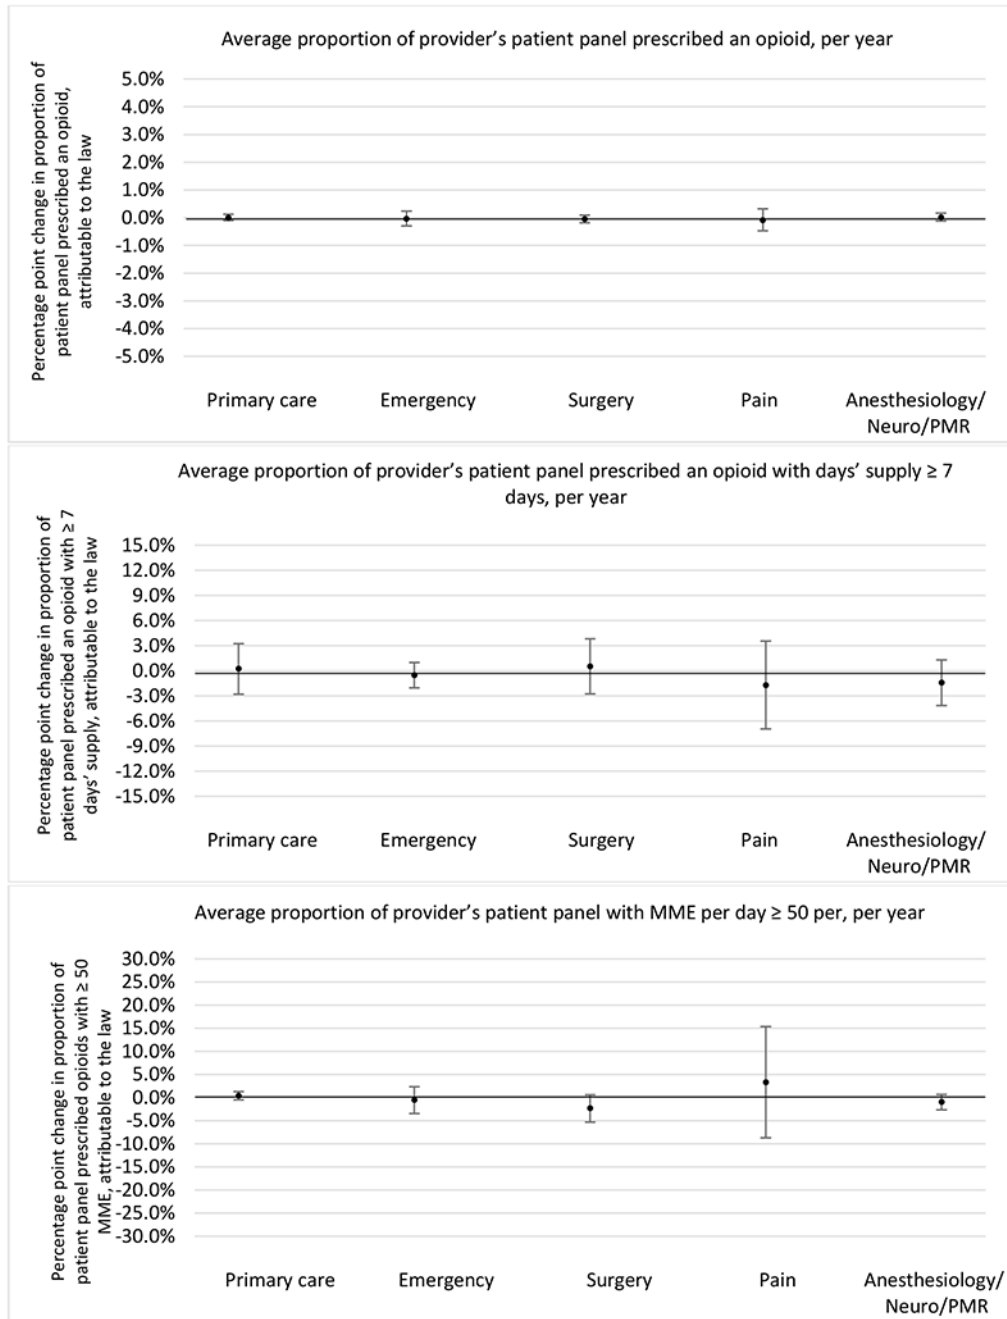 Average proportion of provider's patient panel prescribed an opioid, per year
Percentage point change in proportion of
patient panel prescribed an opioid,
attributable to the law
5.0%
4.0%
3.0%
2.0%
1.0%
0.0%
-1.0%
-2.0%
-3.0%
-4.0%
-5.0%
Primary care
Emergency
Surgery
Pain
Anesthesiology/
Neuro/PMR
Average proportion of provider's patient panel prescribed an opioid with days' supply ≥ 7
days, per year
Percentage point change in proportion of
patient panel prescribed an opioid with ≥ 7
days' supply, attributable to the law
15.0%
12.0%
9.0%
6.0%
3.0%
0.0%
-3.0%
-6.0%
-9.0%
-12.0%
-15.0%
Primary care
Emergency
Surgery
Pain
Anesthesiology/
Neuro/PMR
Average proportion of provider's patient panel with MME per day ≥ 50 per, per year
Percentage point change in proportion of
patient panel prescribed opioids with ≥ 50
MME, attributable to the law
30.0%
25.0%
20.0%
15.0%
10.0%
5.0%
0.0%
-5.0%
-10.0%
-15.0%
-20.0%
-25.0%
-30.0%
Primary care
Emergency
Surgery
Pain
Anesthesiology/
Neuro/PMR